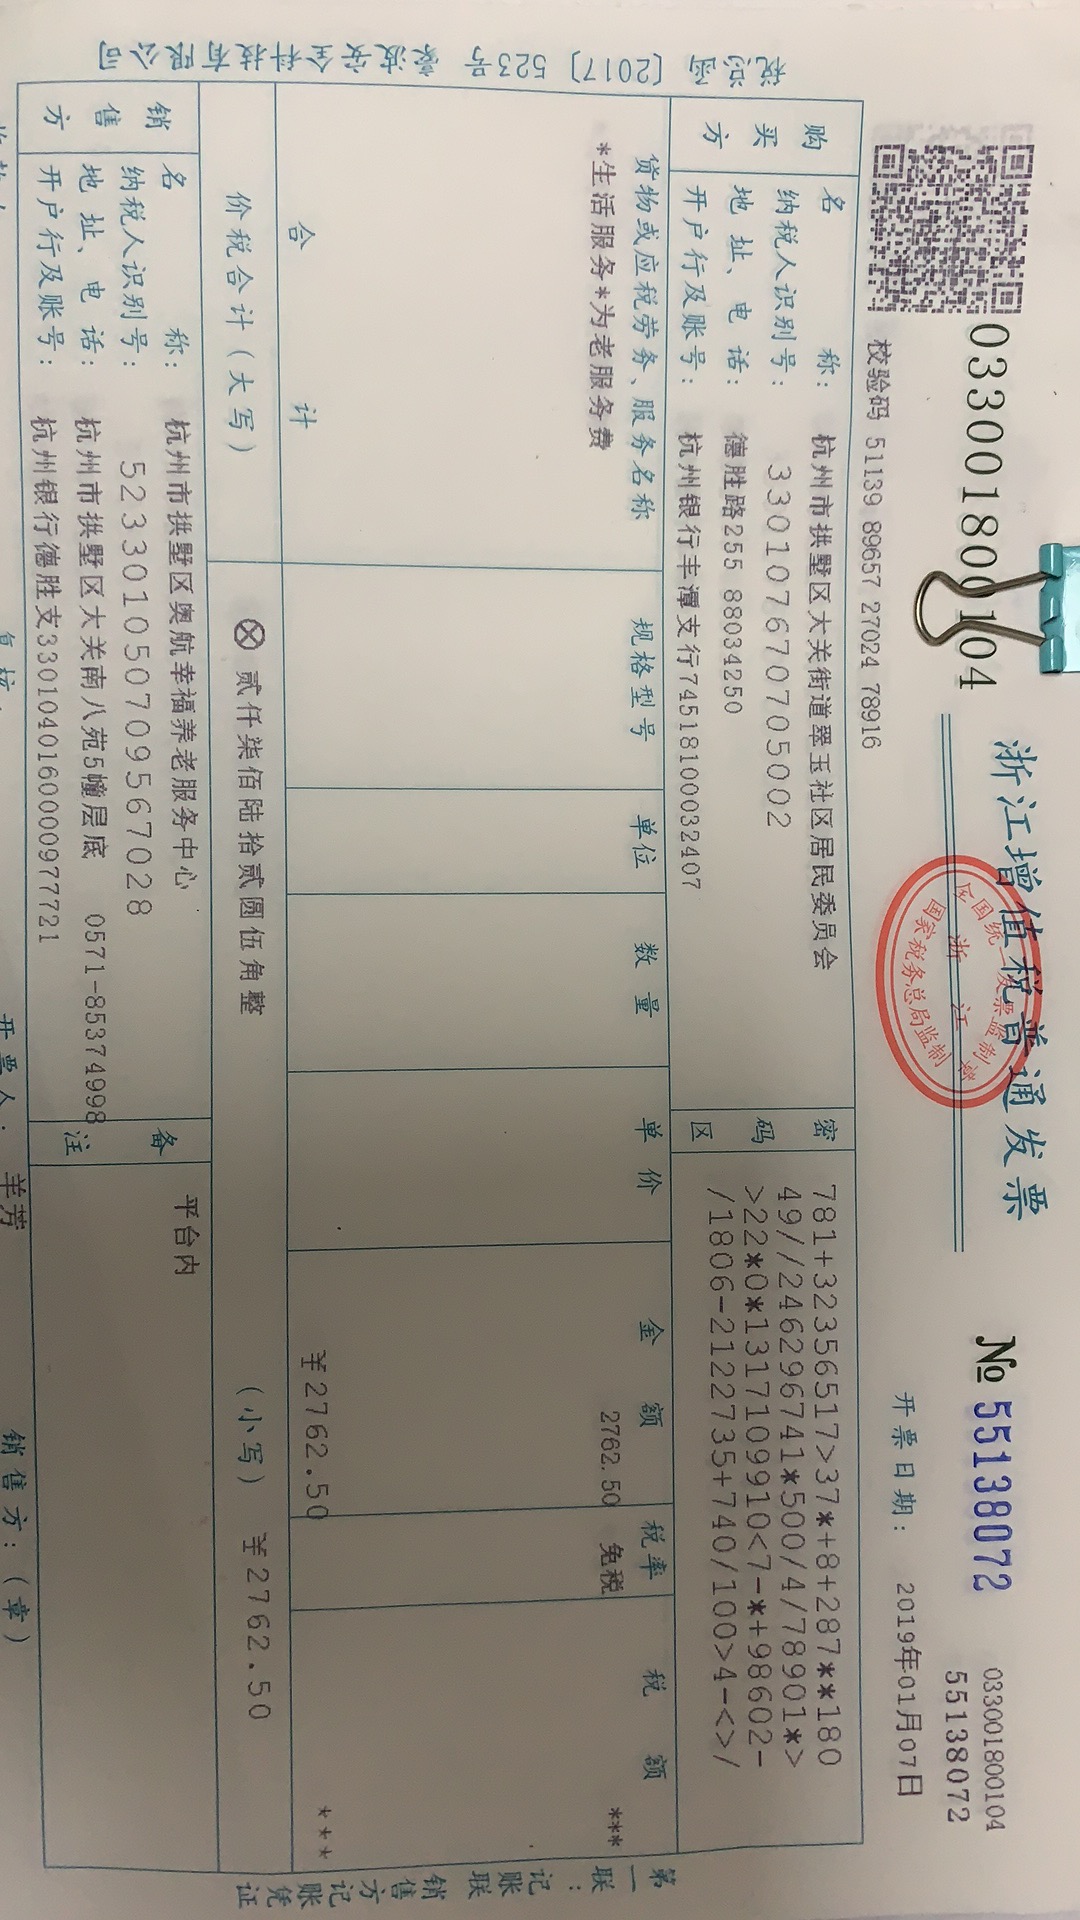 浙江增值税普通发票
033001800104
No 55138072
033001800104
55138072
全国统一发票监制章
浙 江
国家税务总局监制
开票日期: 2019年01月07日
校验码 51139 89657 27024 78916
税总函〔2017〕523号 豪波安全科技有限公司
购买方
名 称: 杭州市拱墅区大关街道翠玉社区居民委员会
纳税人识别号: 330107670705002
地 址、电 话: 德胜路255 88034250
开户行及账号: 杭州银行丰潭支行74518100032407
密码区
781+32356517>37*+8+287**180
49//246296741*500/4/78901*>
>22*0*1317109910<7-*+98602-
/1806-2122735+740/100>4-<>/
货物或应税劳务、服务名称 规格型号 单位 数 量 单 价 金 额 税率 税 额
*生活服务*为老服务费 2762.50 免税 ***
合 计 ¥2762.50 ***
价税合计(大写) ⊗ 贰仟柒佰陆拾贰圆伍角整 (小写) ¥2762.50
销售方
名 称: 杭州市拱墅区奥航幸福养老服务中心
纳税人识别号: 523301050709567028
地 址、电 话: 杭州市拱墅区大关南八苑5幢层底 0571-85374998
开户行及账号: 杭州银行德胜支3301040160000977721
备注
平台内
第一联:记账联 销售方记账凭证
复核: 开票人: 羊芳 销售方:(章)